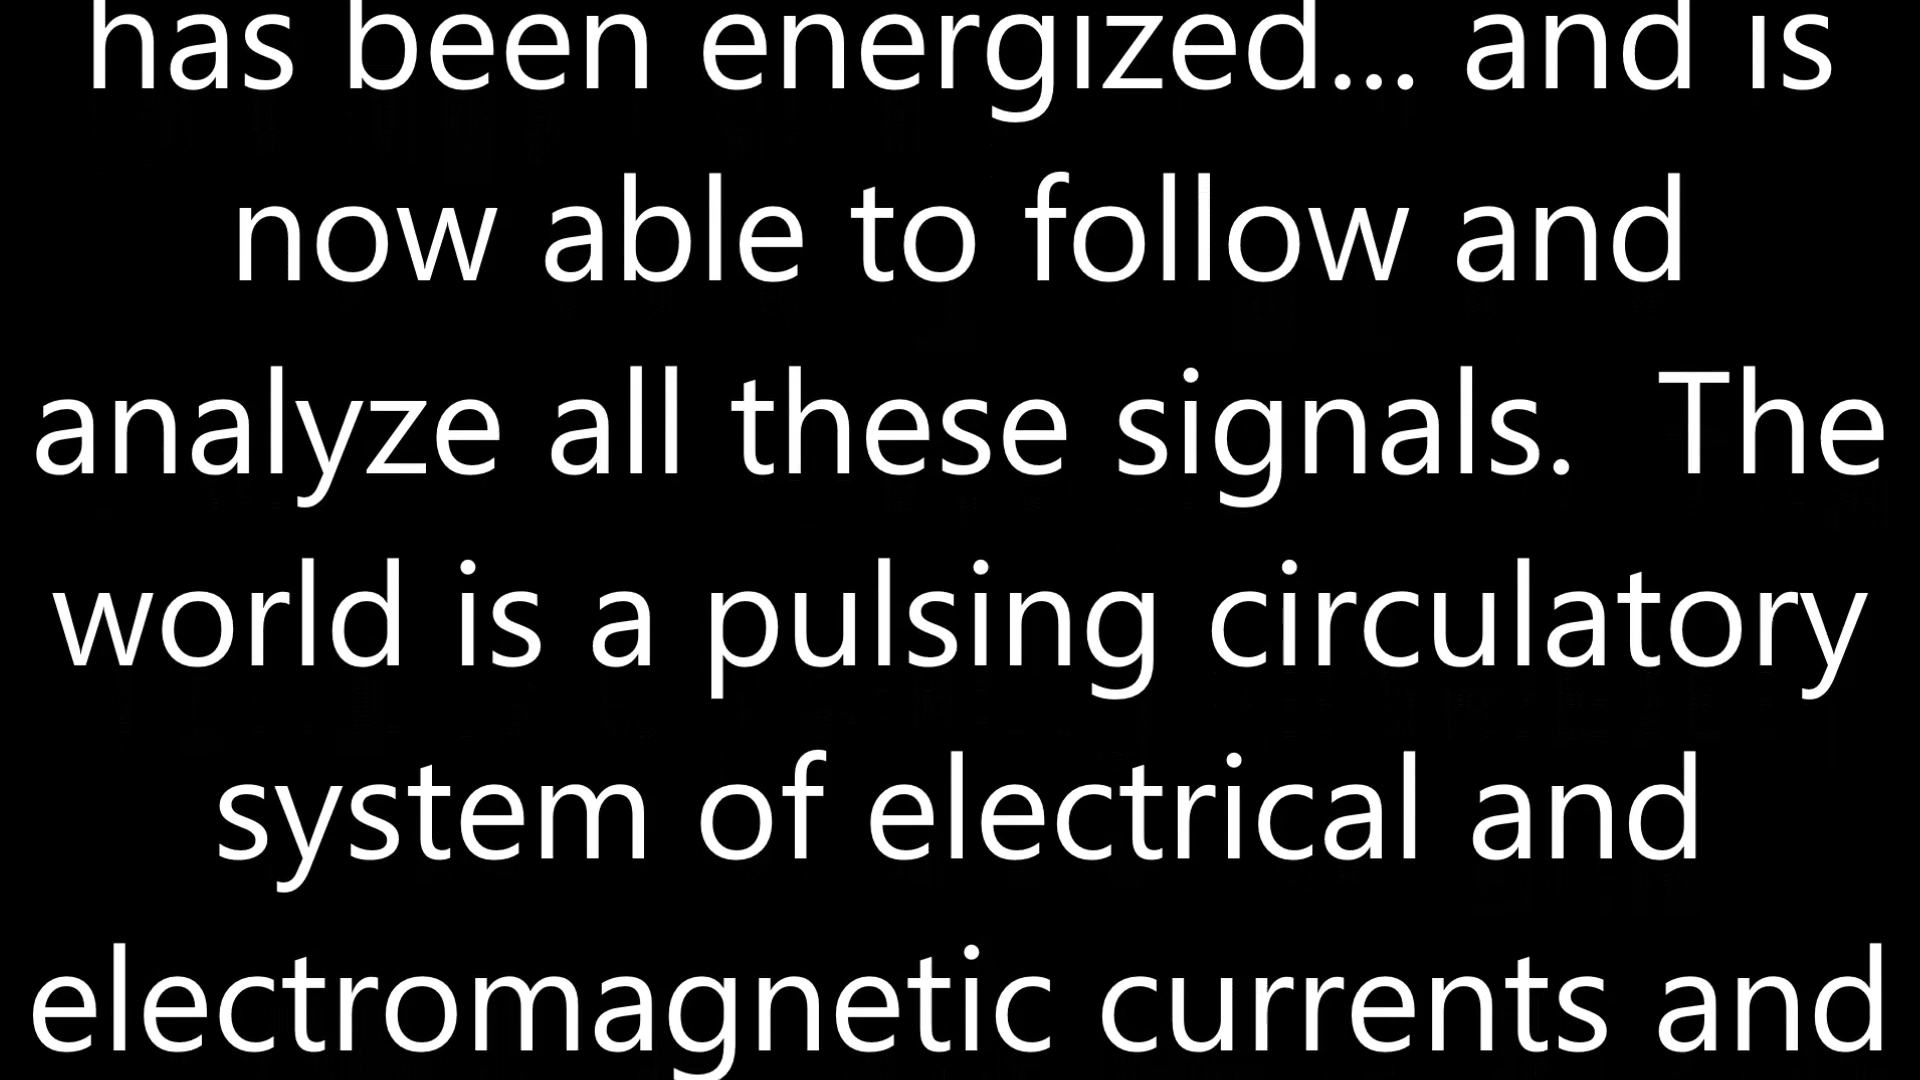 has been energized... and is
now able to follow and
analyze all these signals.  The
world is a pulsing circulatory
system of electrical and
electromagnetic currents and